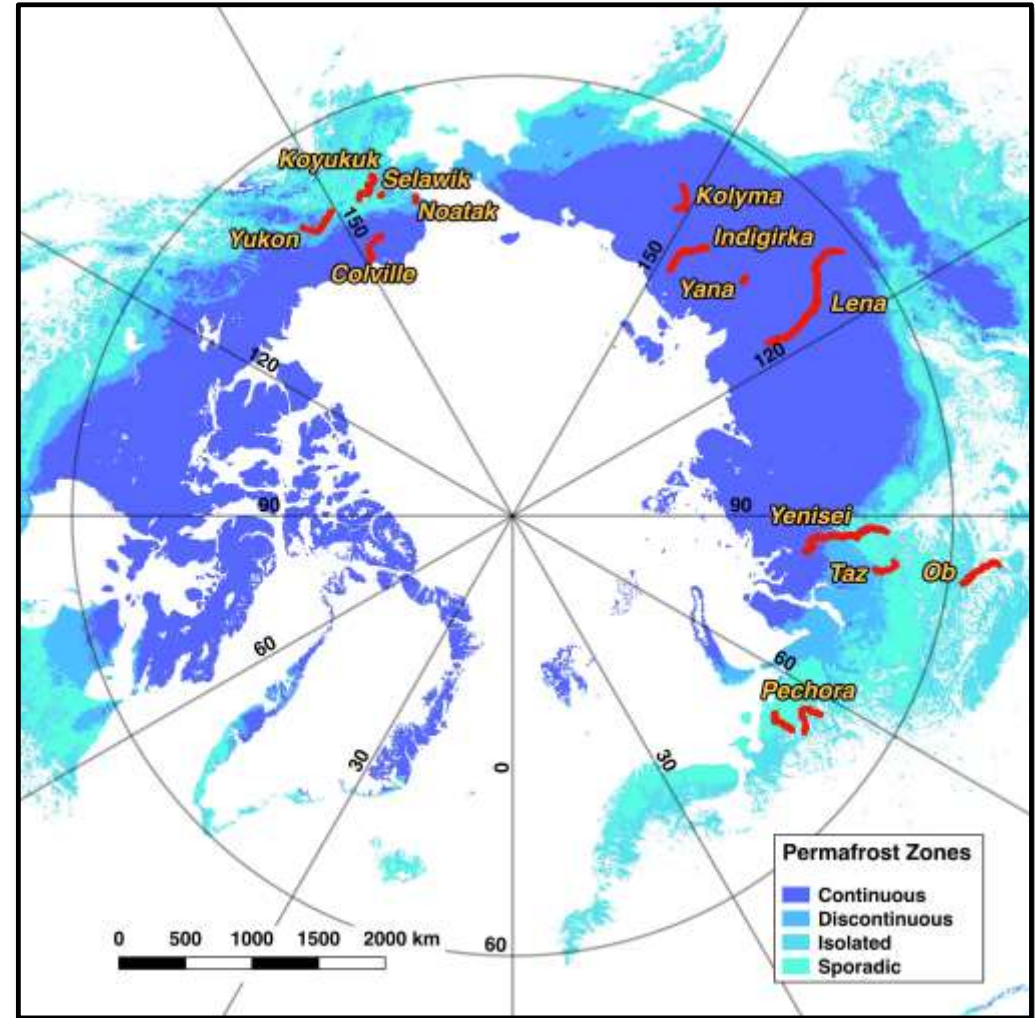 Koyukuk
Selawik
Noatak
150
Yukon
Colville
Kolyma
Indigirka
150
Yana
Lena
120
120
90
90
Yenisei
Taz
Ob
60
60
Pechora
30
30
0
60
Permafrost Zones
Continuous
Discontinuous
Isolated
Sporadic
0 500 1000 1500 2000 km